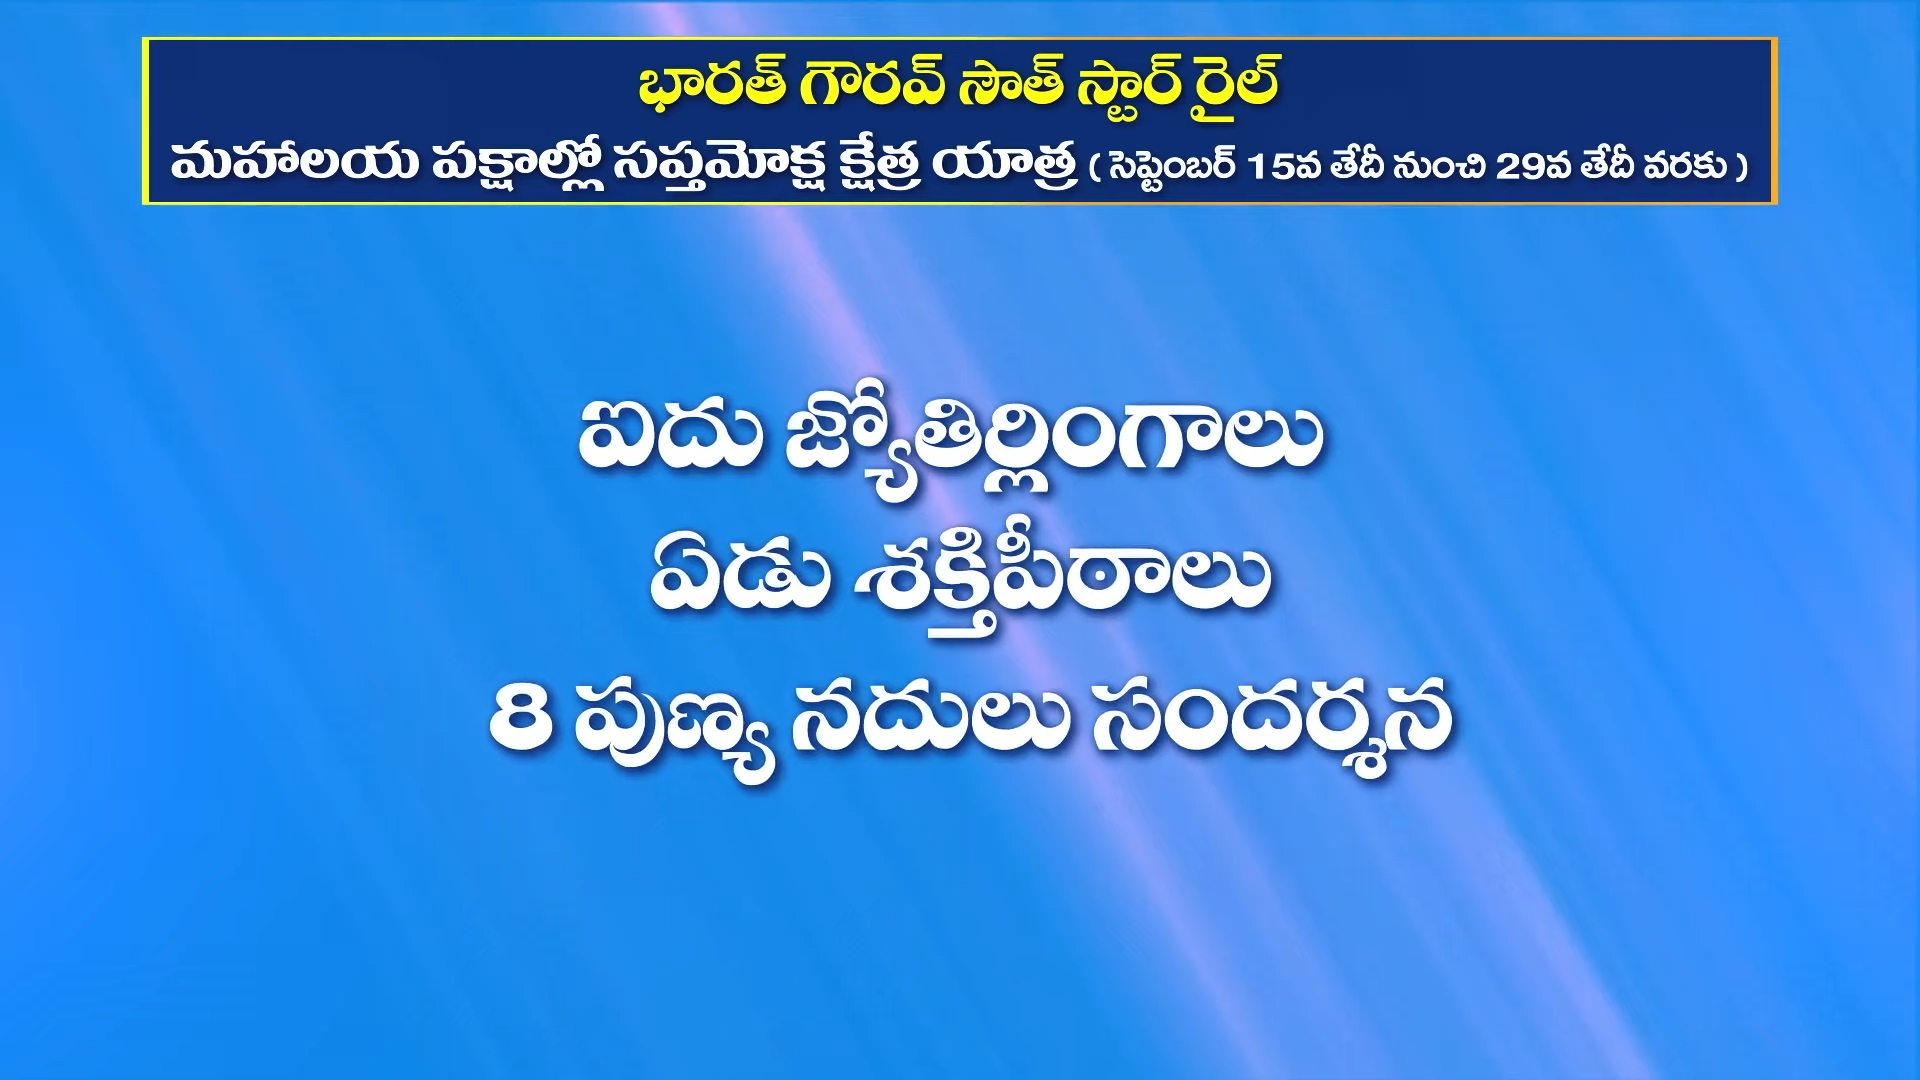 భారత్ గౌరవ్ సౌత్ స్టార్ రైల్
మహాలయ పక్షాల్లో సప్తమోక్ష క్షేత్ర యాత్ర ( సెప్టెంబర్ 15వ తేదీ నుంచి 29వ తేదీ వరకు )
ఐదు జ్యోతిర్లింగాలు
ఏడు శక్తిపీఠాలు
8 పుణ్య నదులు సందర్శన